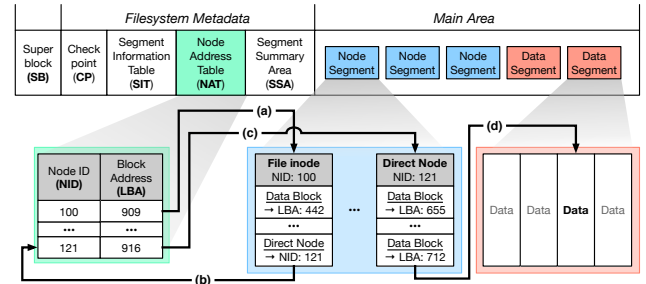 Filesystem Metadata
Main Area
Super
block
(SB)
Check
point
(CP)
Segment
Information
Table
(SIT)
Node
Address
Table
(NAT)
Segment
Summary
Area
(SSA)
Node
Segment
Node
Segment
Node
Segment
Data
Segment
Data
Segment
(a)
(c)
(d)
Node ID
(NID)
Block
Address
(LBA)
100 909
... ...
121 916
File inode
NID: 100
Data Block
→ LBA: 442
...
Direct Node
→ NID: 121
...
Direct Node
NID: 121
Data Block
→ LBA: 655
...
Data Block
→ LBA: 712
Data Data Data Data
(b)